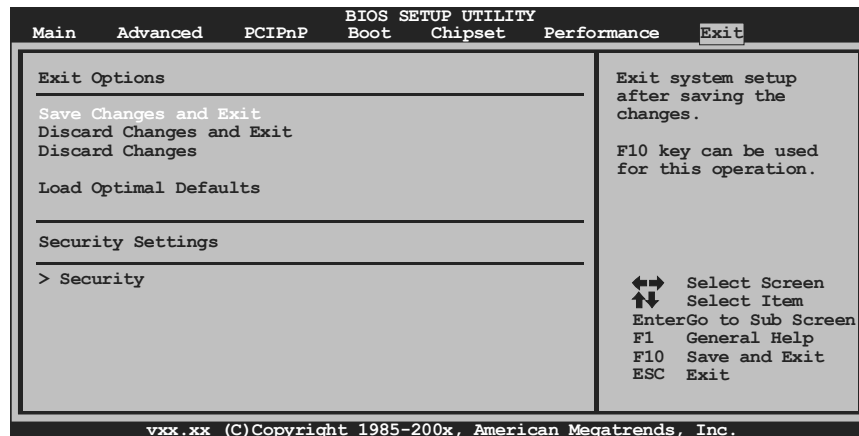 BIOS SETUP UTILITY
Main Advanced PCIPnP Boot Chipset Performance Exit
Exit Options
Save Changes and Exit
Discard Changes and Exit
Discard Changes
Load Optimal Defaults
Security Settings
> Security
Exit system setup
after saving the
changes.
F10 key can be used
for this operation.
Select Screen
Select Item
EnterGo to Sub Screen
F1 General Help
F10 Save and Exit
ESC Exit
vxx.xx (C)Copyright 1985-200x, American Megatrends, Inc.